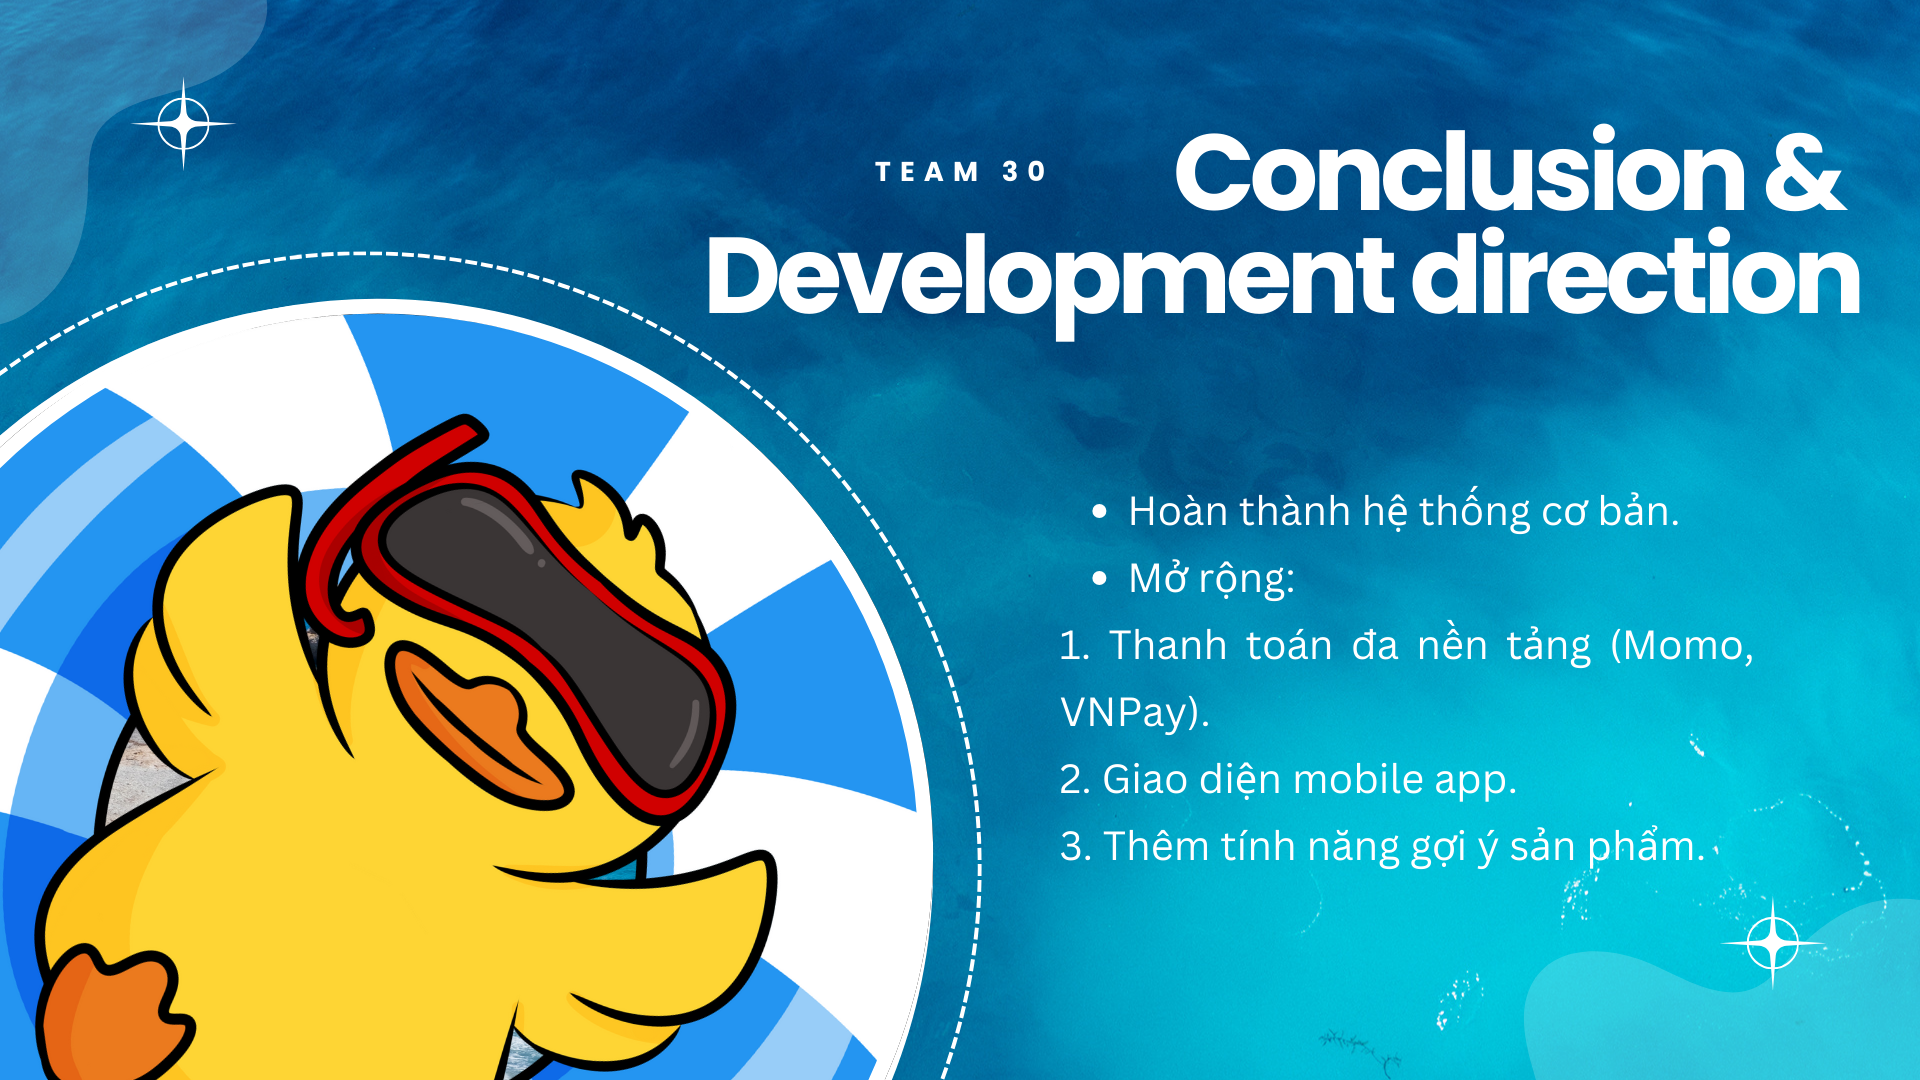 TEAM 30
Conclusion &
Development direction
• Hoàn thành hệ thống cơ bản.
• Mở rộng:
1. Thanh toán đa nền tảng (Momo,
VNPay).
2. Giao diện mobile app.
3. Thêm tính năng gợi ý sản phẩm.